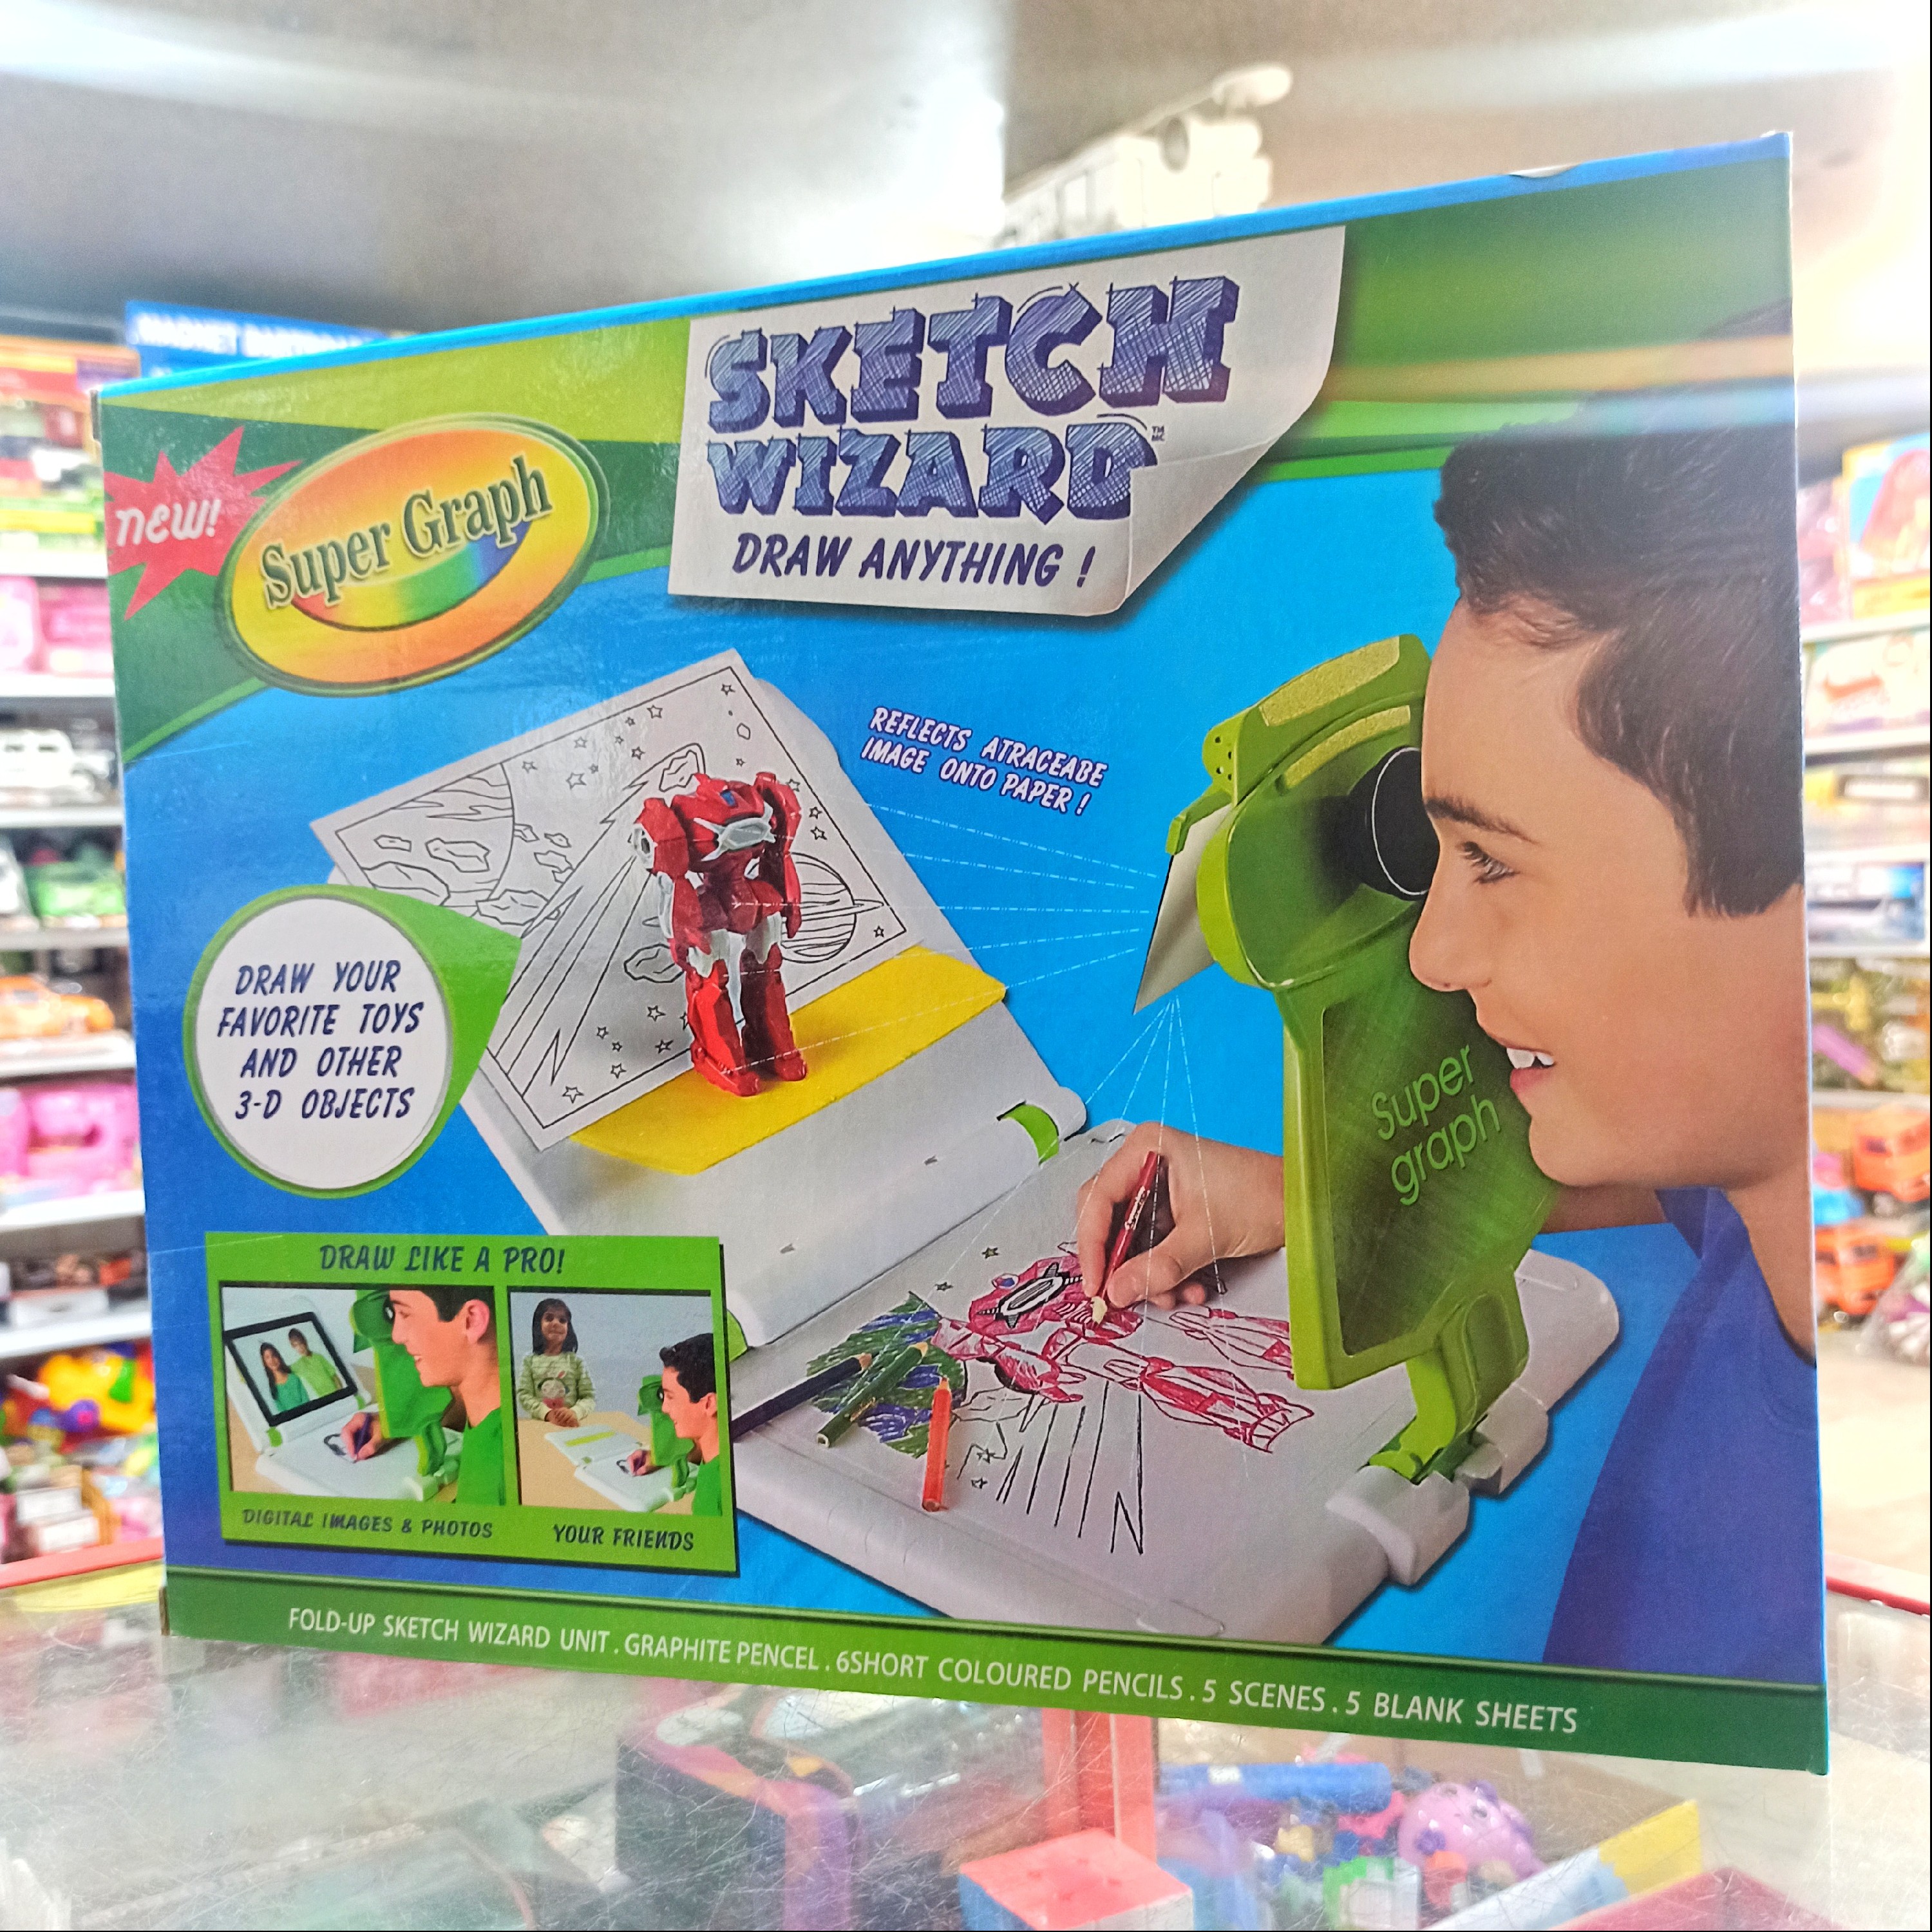 SKETCH
WIZARD
TM
MC
DRAW ANYTHING !
new!
Super Graph
REFLECTS ATRACEABE
IMAGE ONTO PAPER !
DRAW YOUR
FAVORITE TOYS
AND OTHER
3-D OBJECTS
Super
graph
DRAW LIKE A PRO!
DIGITAL IMAGES & PHOTOS
YOUR FRIENDS
FOLD-UP SKETCH WIZARD UNIT . GRAPHITE PENCEL . 6SHORT COLOURED PENCILS . 5 SCENES . 5 BLANK SHEETS